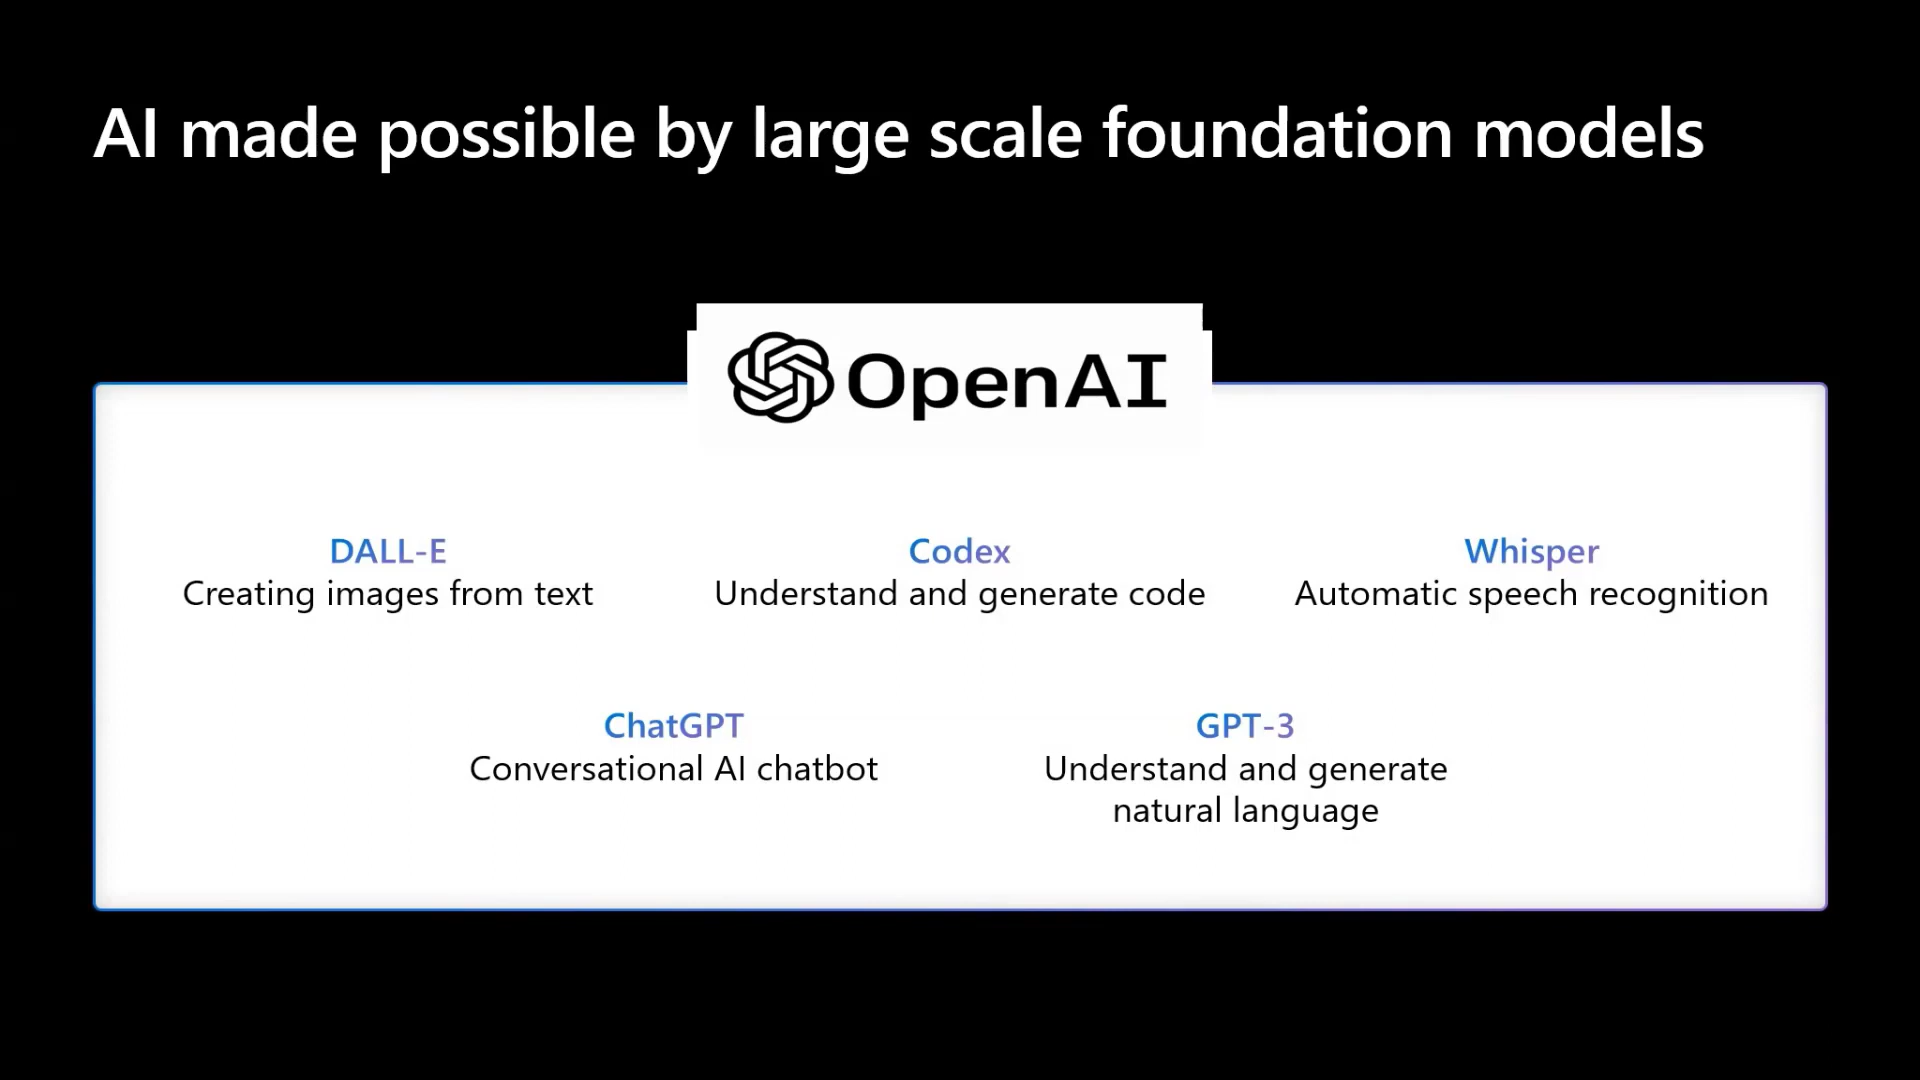 AI made possible by large scale foundation models
OpenAI
DALL-E
Creating images from text
Codex
Understand and generate code
Whisper
Automatic speech recognition
ChatGPT
Conversational AI chatbot
GPT-3
Understand and generate
natural language